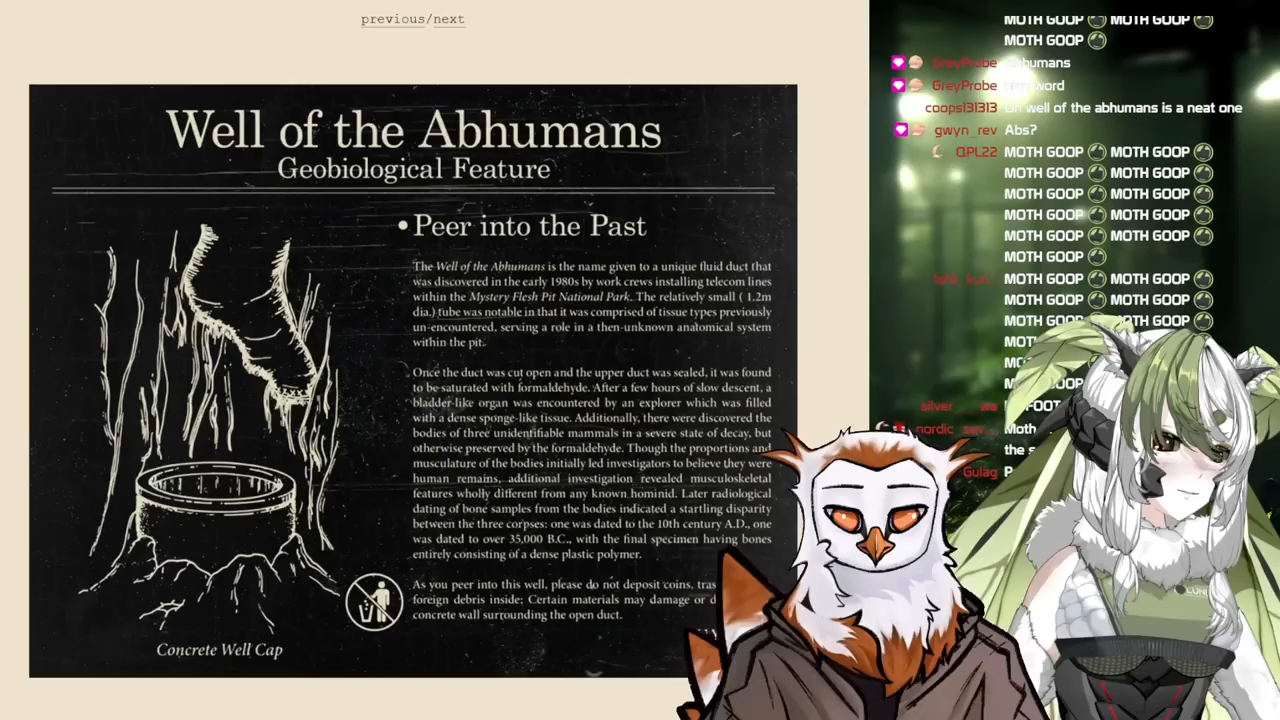 previous/next
Well of the Abhumans
Geobiological Feature
•Peer into the Past
The Well of the Abhumans is the name given to a unique fluid duct that
was discovered in the early 1980s by work crews installing telecom lines
within the Mystery Flesh Pit National Park. The relatively small ( 1.2m
dia.) tube was notable in that it was comprised of tissue types previously
un-encountered, serving a role in a then-unknown anatomical system
within the pit.
Once the duct was cut open and the upper duct was sealed, it was found
to be saturated with formaldehyde. After a few hours of slow descent, a
bladder-like organ was encountered by an explorer which was filled
with a dense sponge-like tissue. Additionally, there were discovered the
bodies of three unidentifiable mammals in a severe state of decay, but
otherwise preserved by the formaldehyde. Though the proportions and
musculature of the bodies initially led investigators to believe they were
human remains, additional investigation revealed musculoskeletal
features wholly different from any known hominid. Later radiological
dating of bone samples from the bodies indicated a startling disparity
between the three corpses: one was dated to the 10th century A.D., one
was dated to over 35,000 B.C., with the final specimen having bones
entirely consisting of a dense plastic polymer.
As you peer into this well, please do not deposit coins,
foreign debris inside; Certain materials may damage or
concrete wall surrounding the open duct.
Concrete Well Cap
MOTH GOOP MOTH GOOP
MOTH GOOP
GreyProbe
GreyProbe word
coopsl31313 well of the abhumans is a neat one
gwyn_rev Abs?
QPL22 MOTH GOOP MOTH GOOP
MOTH GOOP MOTH GOOP
MOTH GOOP MOTH GOOP
MOTH GOOP MOTH GOOP
MOTH GOOP MOTH GOOP
MOTH GOOP
MOTH GOOP MOTH GOOP
MOTH GOOP MOTH GOOP
MOTH GOOP MOTH GOOP
silver
nordic Moth
Gulag